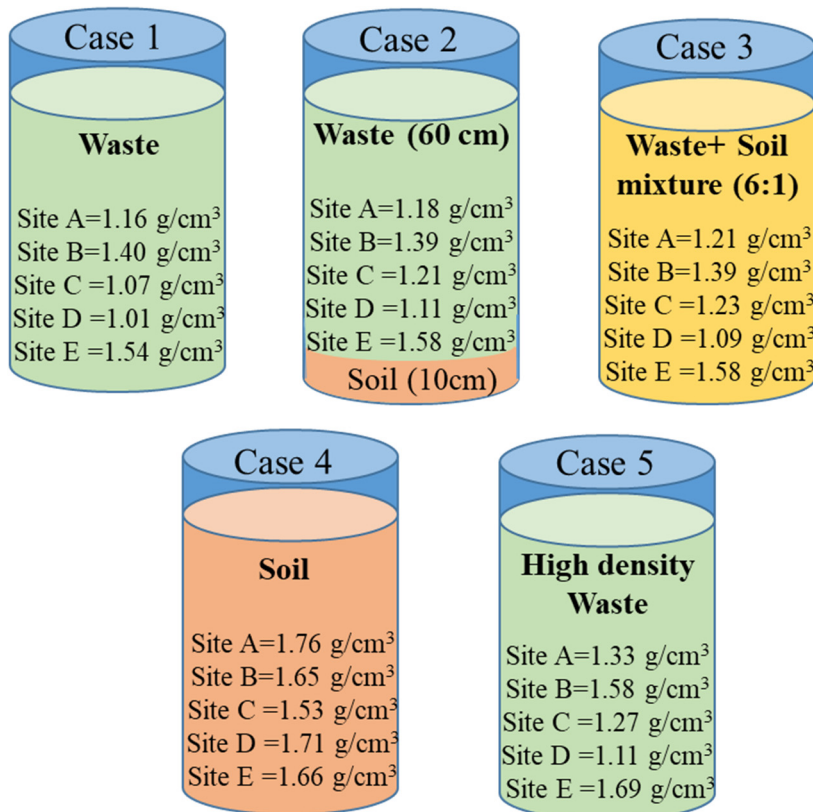 Case 1
Waste
Site A=1.16 g/cm³
Site B=1.40 g/cm³
Site C =1.07 g/cm³
Site D =1.01 g/cm³
Site E =1.54 g/cm³
Case 2
Waste (60 cm)
Site A=1.18 g/cm³
Site B=1.39 g/cm³
Site C =1.21 g/cm³
Site D =1.11 g/cm³
Site E =1.58 g/cm³
Soil (10cm)
Case 3
Waste+ Soil
mixture (6:1)
Site A=1.21 g/cm³
Site B=1.39 g/cm³
Site C =1.23 g/cm³
Site D =1.09 g/cm³
Site E =1.58 g/cm³
Case 4
Soil
Site A=1.76 g/cm³
Site B=1.65 g/cm³
Site C =1.53 g/cm³
Site D =1.71 g/cm³
Site E =1.66 g/cm³
Case 5
High density
Waste
Site A=1.33 g/cm³
Site B=1.58 g/cm³
Site C =1.27 g/cm³
Site D =1.11 g/cm³
Site E =1.69 g/cm³